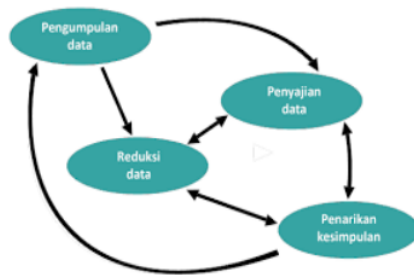 Pengumpulan
data
Penyajian
data
Reduksi
data
Penarikan
kesimpulan